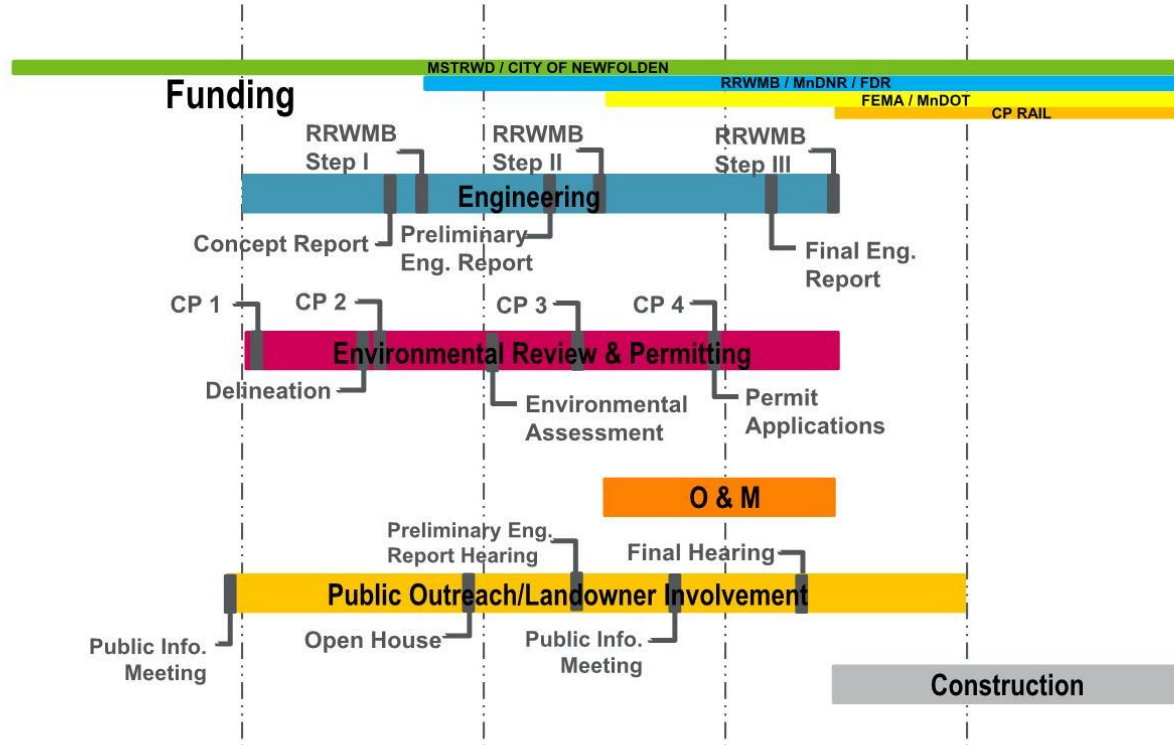 MSTRWD / CITY OF NEWFOLDEN
RRWMB / MnDNR / FDR
Funding
FEMA / MnDOT
CP RAIL
RRWMB
Step I
RRWMB
Step II
RRWMB
Step III
Engineering
Concept Report
Preliminary
Eng. Report
Final Eng.
Report
CP 1
CP 2
CP 3
CP 4
Environmental Review & Permitting
Delineation
Environmental
Assessment
Permit
Applications
O & M
Preliminary Eng.
Report Hearing
Final Hearing
Public Outreach/Landowner Involvement
Public Info.
Meeting
Open House
Public Info.
Meeting
Construction